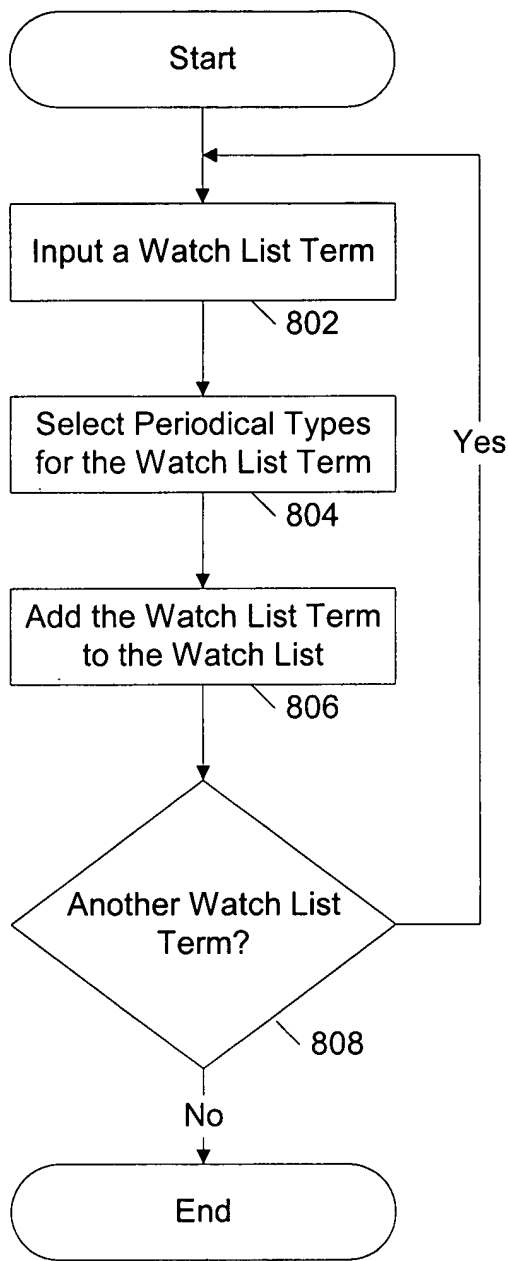 Start
Input a Watch List Term
802
Select Periodical Types
for the Watch List Term
804
Yes
Add the Watch List Term
to the Watch List
806
Another Watch List
Term?
808
No
End